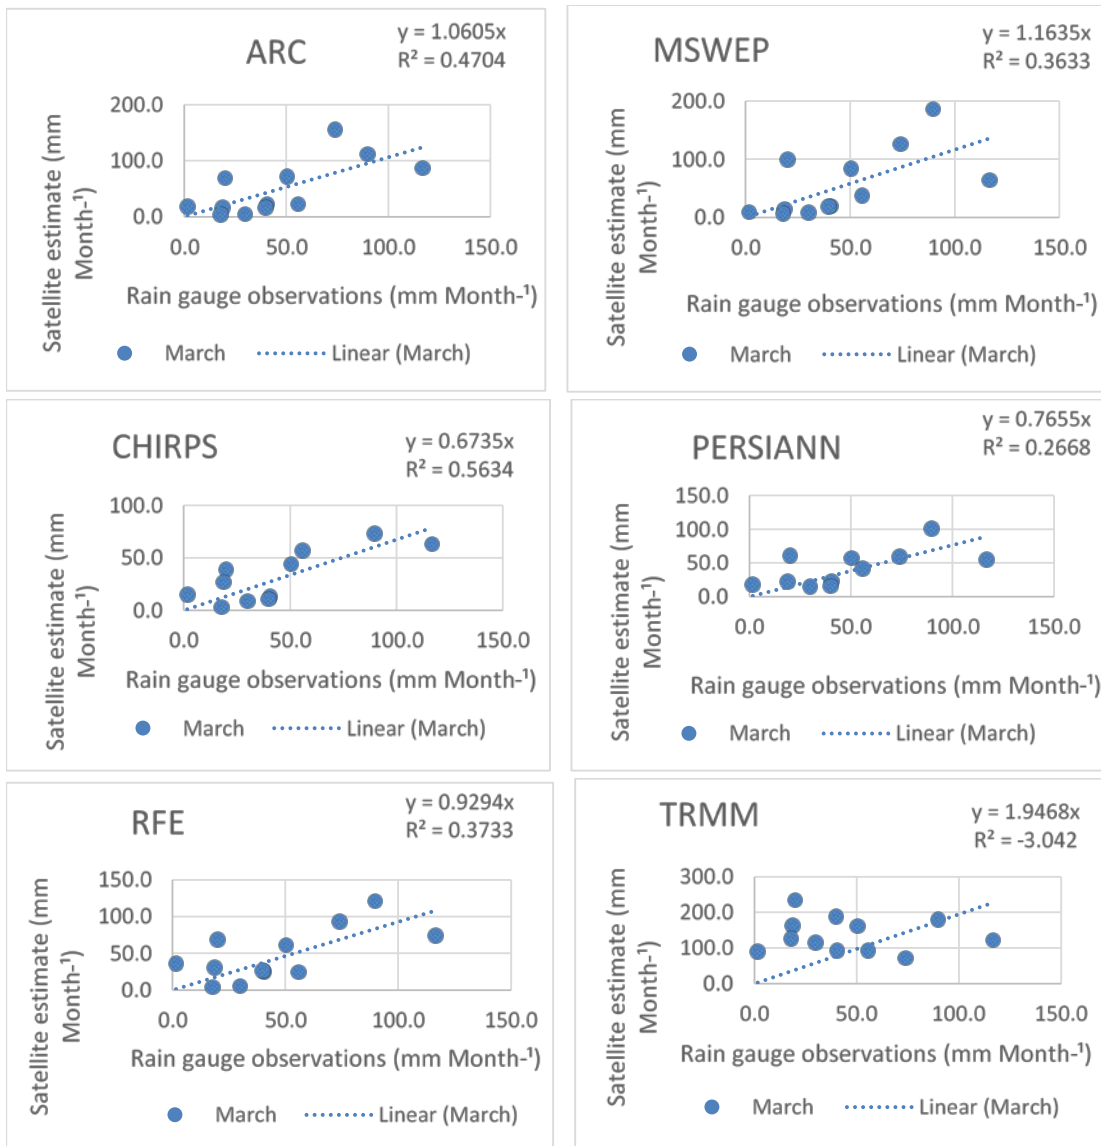 ARC
y = 1.0605x
R² = 0.4704
Satellite estimate (mm
Month-¹)
200.0
100.0
0.0
0.0 50.0 100.0 150.0
Rain gauge observations (mm Month-¹)
March Linear (March)
MSWEP
y = 1.1635x
R² = 0.3633
Satellite estimate (mm
Month-¹)
200.0
100.0
0.0
0.0 50.0 100.0 150.0
Rain gauge observations (mm Month-¹)
March Linear (March)
CHIRPS
y = 0.6735x
R² = 0.5634
Satellite estimate (mm
Month-¹)
100.0
50.0
0.0
0.0 50.0 100.0 150.0
Rain gauge observations (mm Month-¹)
March Linear (March)
PERSIANN
y = 0.7655x
R² = 0.2668
Satellite estimate (mm
Month-¹)
150.0
100.0
50.0
0.0
0.0 50.0 100.0 150.0
Rain gauge observations (mm Month-¹)
March Linear (March)
RFE
y = 0.9294x
R² = 0.3733
Satellite estimate (mm
Month-¹)
150.0
100.0
50.0
0.0
0.0 50.0 100.0 150.0
Rain gauge observations (mm Month-¹)
March Linear (March)
TRMM
y = 1.9468x
R² = -3.042
Satellite estimate (mm
Month-¹)
300.0
200.0
100.0
0.0
0.0 50.0 100.0 150.0
Rain gauge observations (mm Month-¹)
March Linear (March)